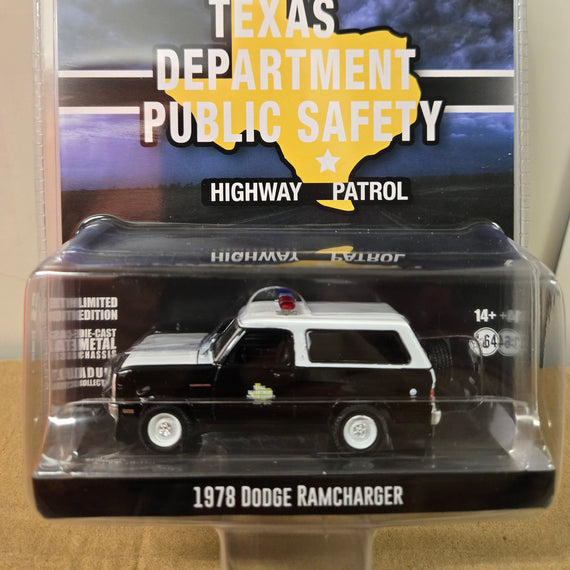 TEXAS
DEPARTMENT
PUBLIC SAFETY
HIGHWAY PATROL
HIGHWAY PATROL
LIMITED
EDITION
DIE-CAST
METAL
CHASSIS
14+
64
1978 DODGE RAMCHARGER